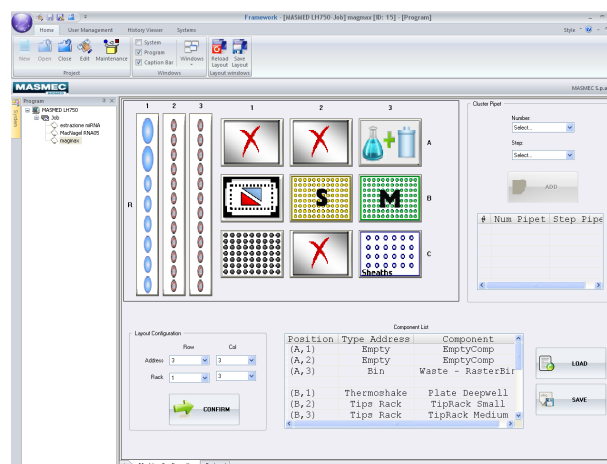 Framework - [MASMED LH750-Job] magmax [ID: 15] - [Program]
Home User Management History Viewer Systems Style
New Open Close Edit Maintenance
Project
System
Program
Caption Bar
Windows
Windows
Reload Layout
Save Layout
Layout windows
MASMEC
MASMEC S.p.a
System
Program
MASMED LH750
Job
estrazione miRNA
MacNagel RNA05
magmax
1 2 3 1 2 3
A
R
S
M
B
C
Sheaths
Cluster Pipet
Number:
Select...
Step:
Select...
ADD
# Num Pipet Step Pipe
Layout Configuration
Row Col
Address 3 3
Rack 1 3
CONFIRM
Component List
Position Type Address Component
(A,1) Empty EmptyComp
(A,2) Empty EmptyComp
(A,3) Bin Waste - RasterBin
(B,1) Thermoshake Plate Deepwell
(B,2) Tips Rack TipRack Small
(B,3) Tips Rack TipRack Medium
LOAD
SAVE